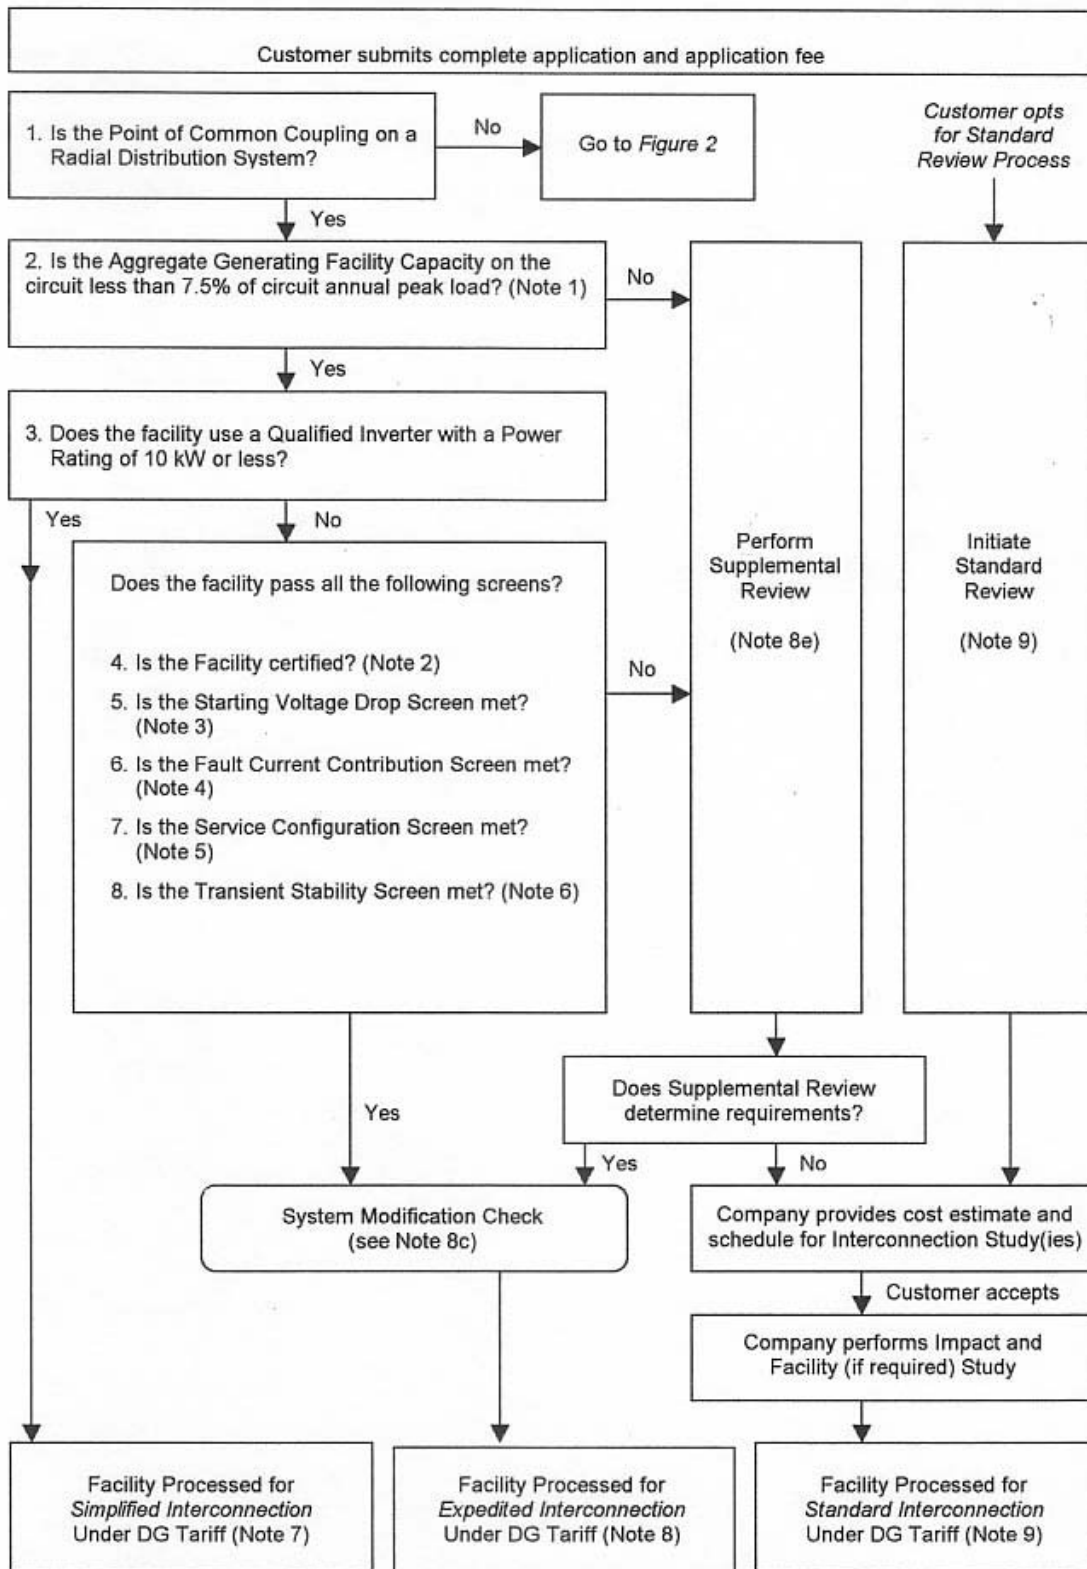 Customer submits complete application and application fee
1. Is the Point of Common Coupling on a
Radial Distribution System?
No
Go to Figure 2
Customer opts
for Standard
Review Process
Yes
2. Is the Aggregate Generating Facility Capacity on the
circuit less than 7.5% of circuit annual peak load? (Note 1)
No
Yes
3. Does the facility use a Qualified Inverter with a Power
Rating of 10 kW or less?
Yes
No
Does the facility pass all the following screens?
4. Is the Facility certified? (Note 2)
5. Is the Starting Voltage Drop Screen met?
(Note 3)
6. Is the Fault Current Contribution Screen met?
(Note 4)
7. Is the Service Configuration Screen met?
(Note 5)
8. Is the Transient Stability Screen met? (Note 6)
No
Perform
Supplemental
Review
(Note 8e)
Initiate
Standard
Review
(Note 9)
Does Supplemental Review
determine requirements?
Yes
Yes
No
System Modification Check
(see Note 8c)
Company provides cost estimate and
schedule for Interconnection Study(ies)
Customer accepts
Company performs Impact and
Facility (if required) Study
Facility Processed for
Simplified Interconnection
Under DG Tariff (Note 7)
Facility Processed for
Expedited Interconnection
Under DG Tariff (Note 8)
Facility Processed for
Standard Interconnection
Under DG Tariff (Note 9)